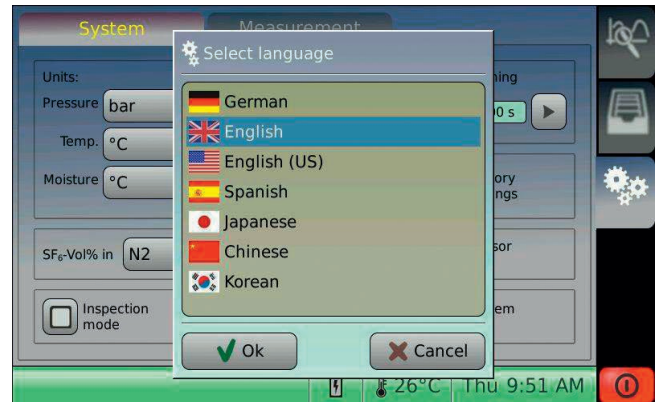 System
Measurement
Select language
Units:
Pressure bar
Temp. °C
Moisture °C
SF₆-Vol% in N2
Inspection
mode
German
English
English (US)
Spanish
Japanese
Chinese
Korean
Ok
Cancel
26°C Thu 9:51 AM